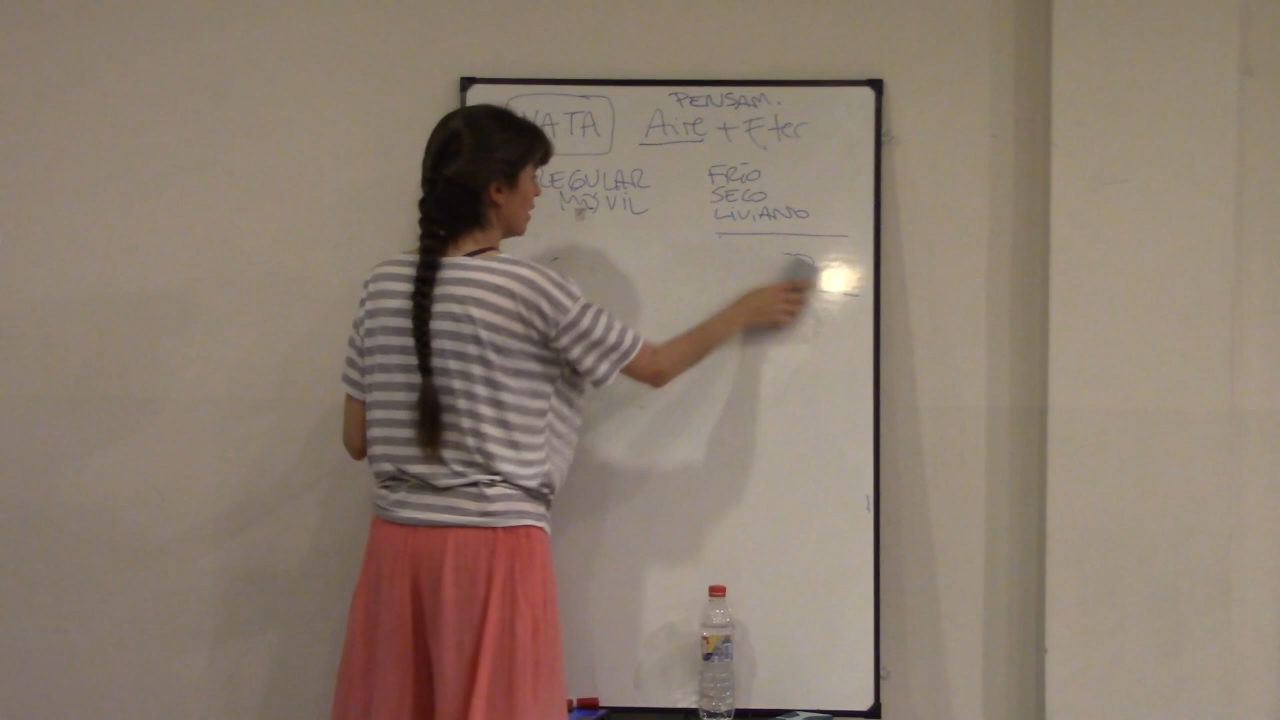 PENSAM.
VATA Aire + Eter
REGULAR
MÓVIL
FRÍO
SECO
LIVIANO